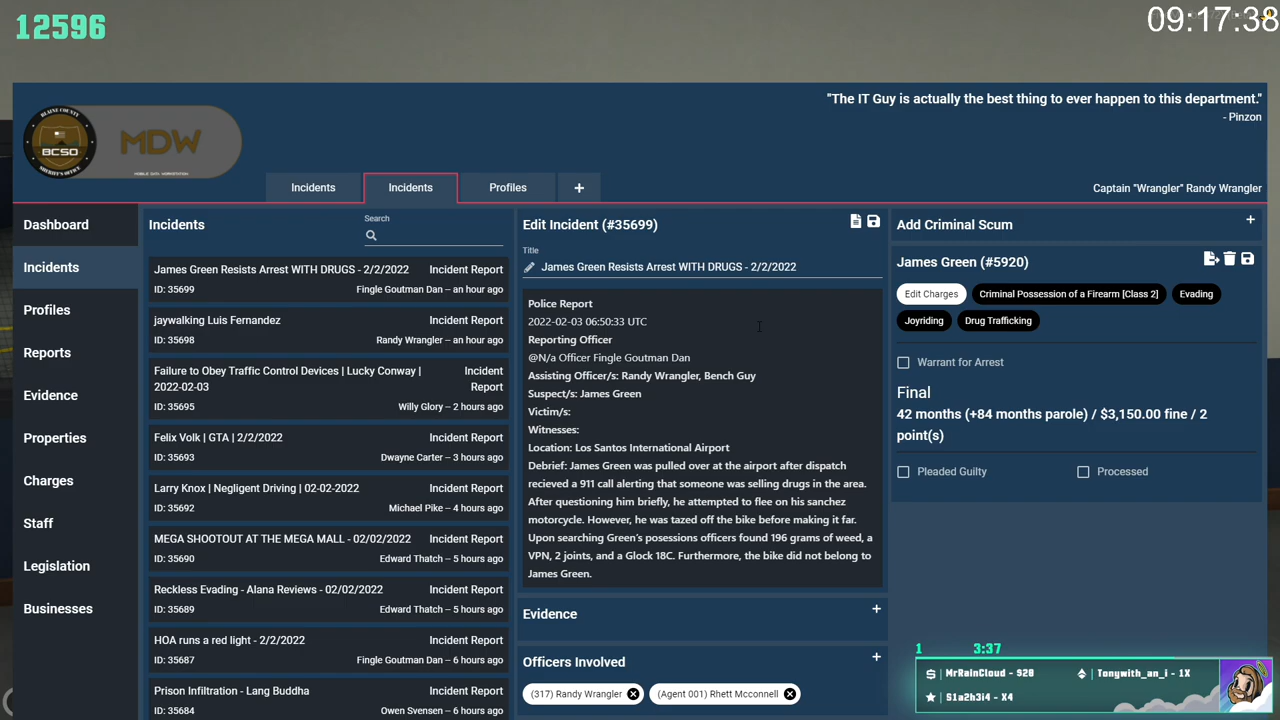 12596
09:17:38
"The IT Guy is actually the best thing to ever happen to this department."
- Pinzon
BLAINE COUNTY
BCSO
SHERIFF'S OFFICE
MDW
MOBILE DATA WORKSTATION
Incidents
Incidents
Profiles
+
Captain "Wrangler" Randy Wrangler
Dashboard
Incidents
Profiles
Reports
Evidence
Properties
Charges
Staff
Legislation
Businesses
Incidents
Search
James Green Resists Arrest WITH DRUGS - 2/2/2022 Incident Report
ID: 35699 Fingle Goutman Dan – an hour ago
jaywalking Luis Fernandez Incident Report
ID: 35698 Randy Wrangler – an hour ago
Failure to Obey Traffic Control Devices | Lucky Conway | Incident
2022-02-03 Report
ID: 35695 Willy Glory – 2 hours ago
Felix Volk | GTA | 2/2/2022 Incident Report
ID: 35693 Dwayne Carter – 3 hours ago
Larry Knox | Negligent Driving | 02-02-2022 Incident Report
ID: 35692 Michael Pike – 4 hours ago
MEGA SHOOTOUT AT THE MEGA MALL - 02/02/2022 Incident Report
ID: 35690 Edward Thatch – 5 hours ago
Reckless Evading - Alana Reviews - 02/02/2022 Incident Report
ID: 35689 Edward Thatch – 5 hours ago
HOA runs a red light - 2/2/2022 Incident Report
ID: 35687 Fingle Goutman Dan – 6 hours ago
Prison Infiltration - Lang Buddha Incident Report
ID: 35684 Owen Svensen – 6 hours ago
Edit Incident (#35699)
Title
James Green Resists Arrest WITH DRUGS - 2/2/2022
Police Report
2022-02-03 06:50:33 UTC
Reporting Officer
@N/a Officer Fingle Goutman Dan
Assisting Officer/s: Randy Wrangler, Bench Guy
Suspect/s: James Green
Victim/s:
Witnesses:
Location: Los Santos International Airport
Debrief: James Green was pulled over at the airport after dispatch
recieved a 911 call alerting that someone was selling drugs in the area.
After questioning him briefly, he attempted to flee on his sanchez
motorcycle. However, he was tazed off the bike before making it far.
Upon searching Green's posessions officers found 196 grams of weed, a
VPN, 2 joints, and a Glock 18C. Furthermore, the bike did not belong to
James Green.
Evidence
+
Officers Involved
+
(317) Randy Wrangler
(Agent 001) Rhett Mcconnell
Add Criminal Scum
+
James Green (#5920)
Edit Charges
Criminal Possession of a Firearm [Class 2]
Evading
Joyriding
Drug Trafficking
Warrant for Arrest
Final
42 months (+84 months parole) / $3,150.00 fine / 2
point(s)
Pleaded Guilty
Processed
1 3:37
MrRainCloud - 920
Tonywith_an_i - 1X
S1a2h3i4 - X4